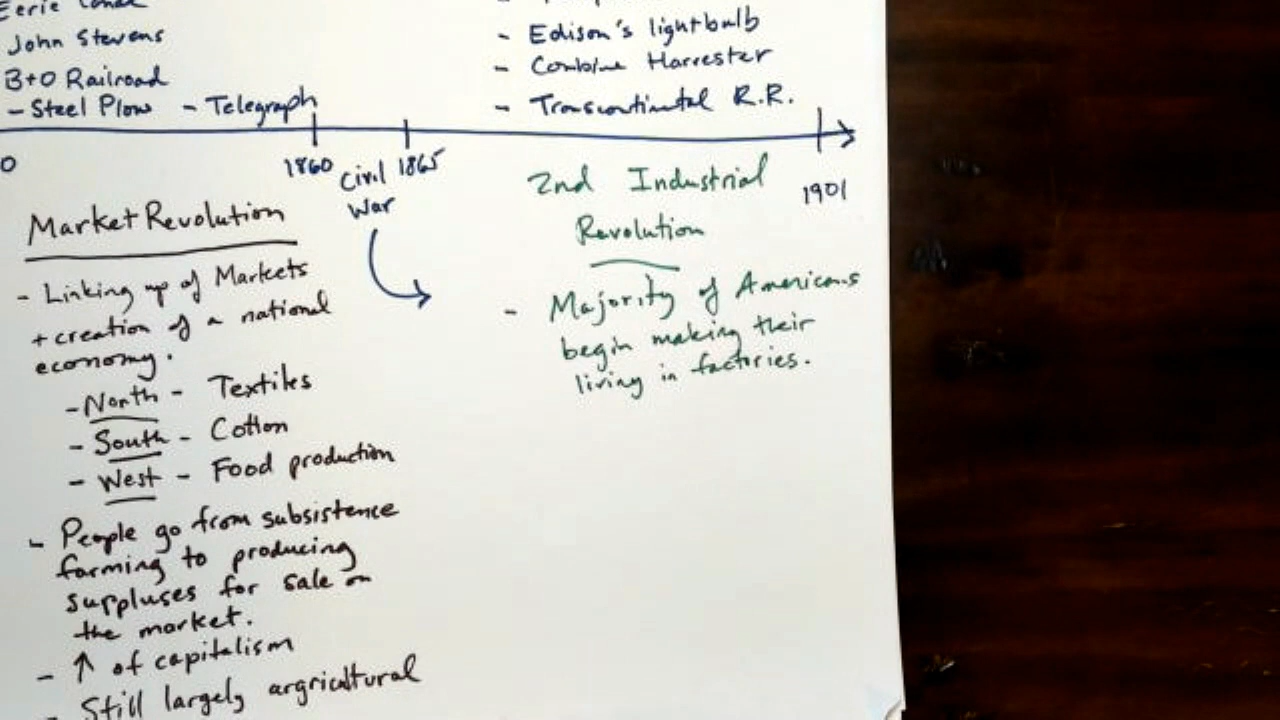 Eerie Canal
John Stevens
B+O Railroad
- Steel Plow - Telegraph
- Edison's lightbulb
- Combine Harvester
- Transcontinental R.R.
0
1860
Civil
War
1865
1901
Market Revolution
- Linking up of Markets
+ creation of a national
economy.
- North - Textiles
- South - Cotton
- West - Food production
- People go from subsistence
farming to producing
surpluses for sale on
the market.
- ↑ of capitalism
- Still largely argricultural
2nd Industrial
Revolution
- Majority of Americans
begin making their
living in factories.